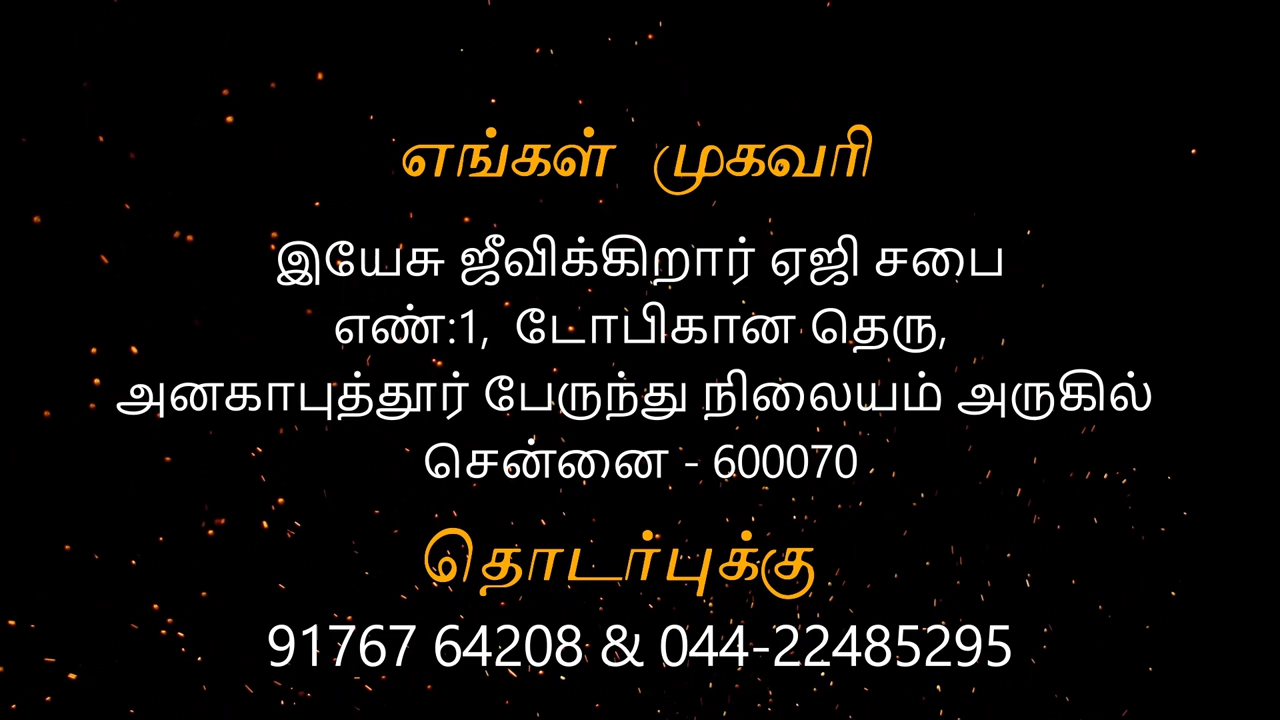 எங்கள் முகவரி
இயேசு ஜீவிக்கிறார் ஏஜி சபை
எண்:1, டோபிகான தெரு,
அனகாபுத்தூர் பேருந்து நிலையம் அருகில்
சென்னை - 600070
தொடர்புக்கு
91767 64208 & 044-22485295